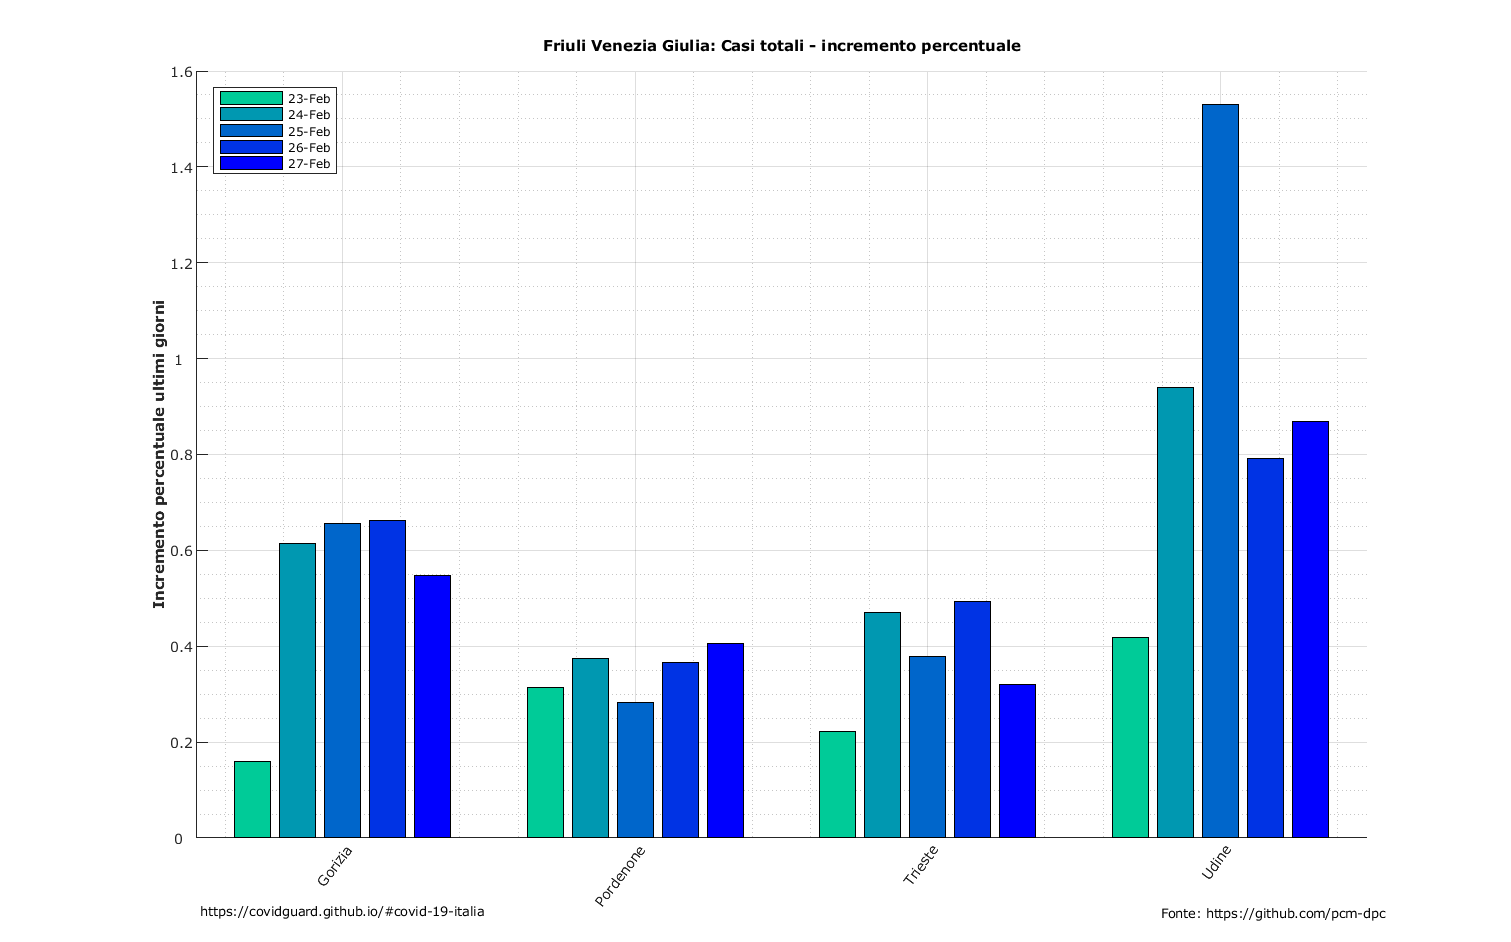 Friuli Venezia Giulia: Casi totali - incremento percentuale
1.6
1.4
1.2
1
0.8
0.6
0.4
0.2
0
Incremento percentuale ultimi giorni
23-Feb
24-Feb
25-Feb
26-Feb
27-Feb
Gorizia
Pordenone
Trieste
Udine
https://covidguard.github.io/#covid-19-italia
Fonte: https://github.com/pcm-dpc